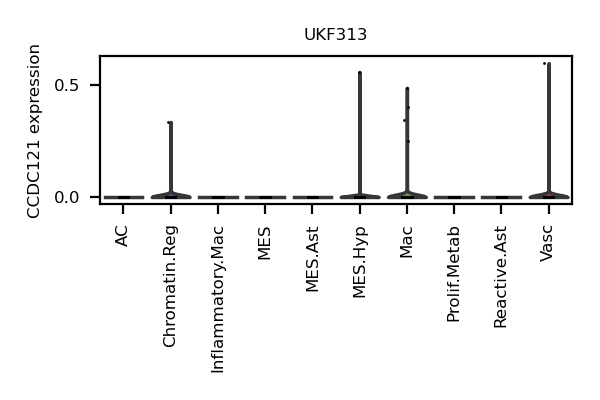 UKF313
CCDC121 expression
0.5
0.0
AC
Chromatin.Reg
Inflammatory.Mac
MES
MES.Ast
MES.Hyp
Mac
Prolif.Metab
Reactive.Ast
Vasc